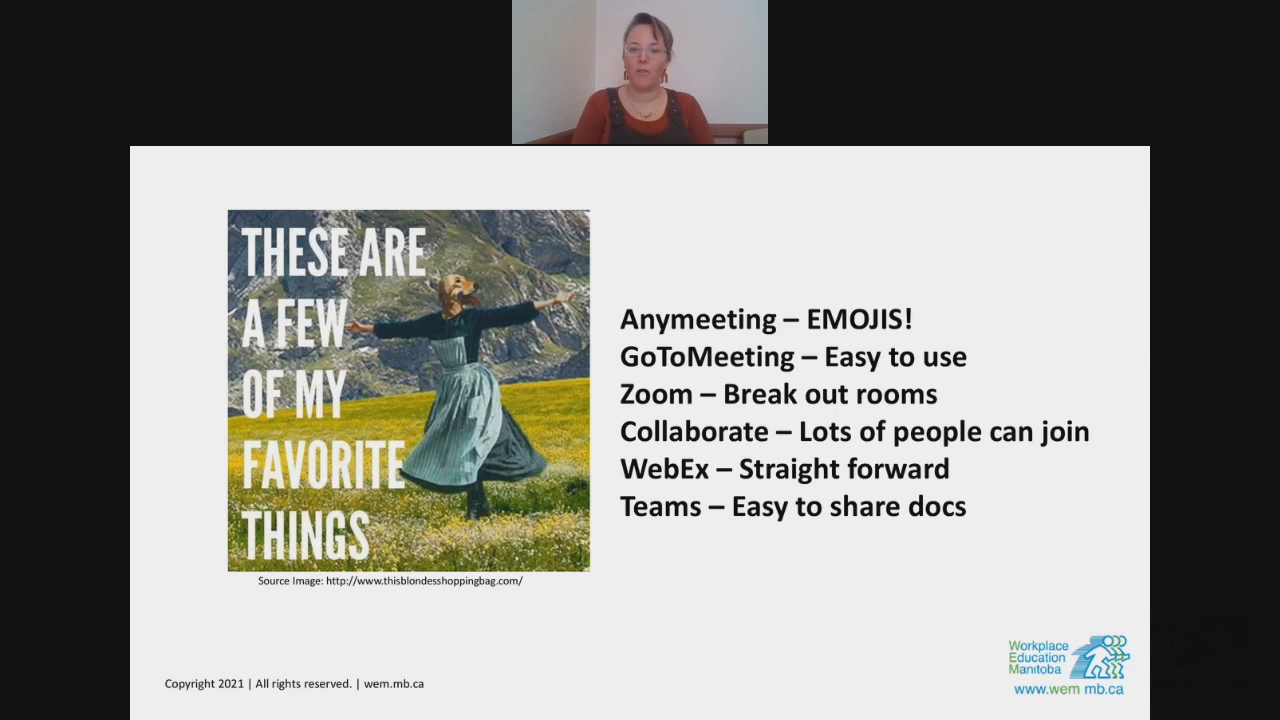 THESE ARE
A FEW
OF MY
FAVORITE
THINGS
Source Image: http://www.thisblondesshoppingbag.com/
Anymeeting – EMOJIS!
GoToMeeting – Easy to use
Zoom – Break out rooms
Collaborate – Lots of people can join
WebEx – Straight forward
Teams – Easy to share docs
Copyright 2021 | All rights reserved. | wem.mb.ca
Workplace
Education
Manitoba
www.wem mb.ca